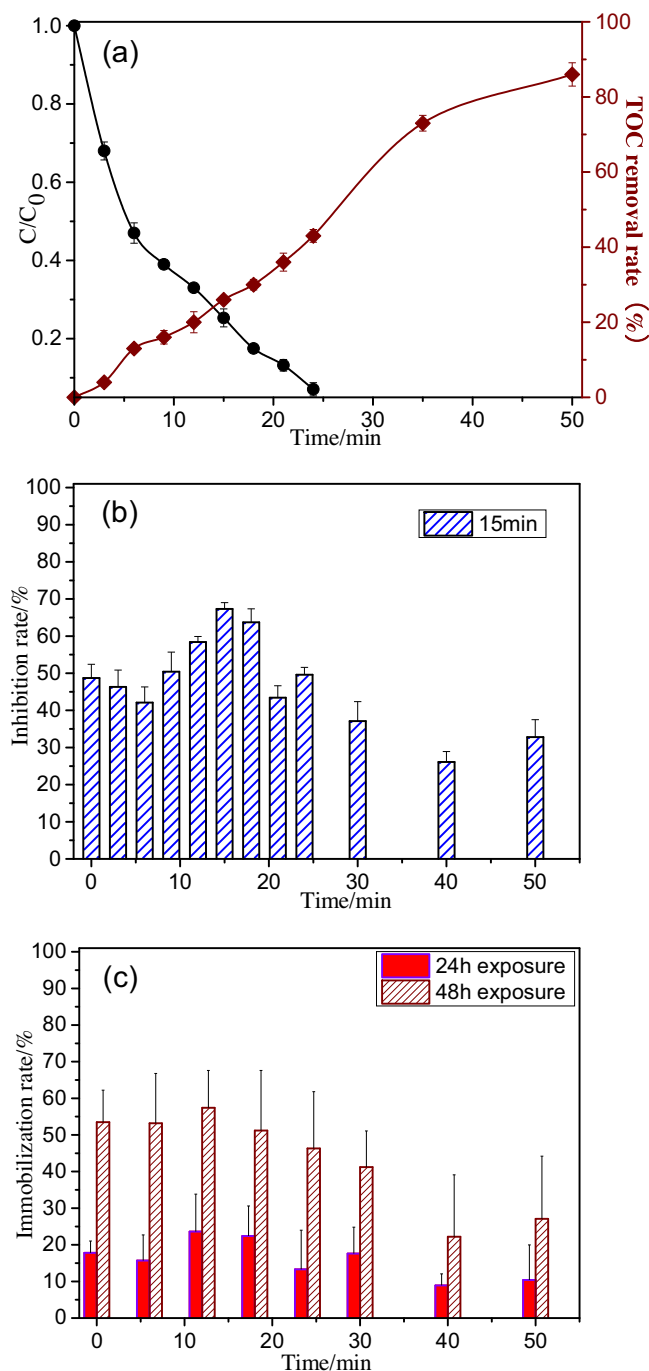 (a)
1.0
0.8
0.6
0.4
0.2
C/C0
100
80
60
40
20
0
TOC removal rate (%)
0 10 20 30 40 50
Time/min
(b)
15min
100
90
80
70
60
50
40
30
20
10
0
Inhibition rate/%
0 10 20 30 40 50
Time/min
(c)
24h exposure
48h exposure
100
90
80
70
60
50
40
30
20
10
0
Immobilization rate/%
0 10 20 30 40 50
Time/min